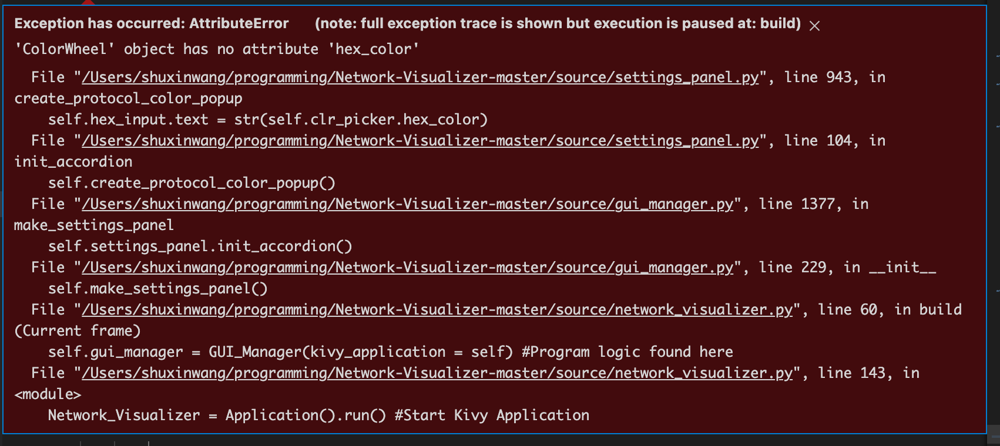 Exception has occurred: AttributeError (note: full exception trace is shown but execution is paused at: build)
'ColorWheel' object has no attribute 'hex_color'
File "/Users/shuxinwang/programming/Network-Visualizer-master/source/settings_panel.py", line 943, in
create_protocol_color_popup
self.hex_input.text = str(self.clr_picker.hex_color)
File "/Users/shuxinwang/programming/Network-Visualizer-master/source/settings_panel.py", line 104, in
init_accordion
self.create_protocol_color_popup()
File "/Users/shuxinwang/programming/Network-Visualizer-master/source/gui_manager.py", line 1377, in
make_settings_panel
self.settings_panel.init_accordion()
File "/Users/shuxinwang/programming/Network-Visualizer-master/source/gui_manager.py", line 229, in __init__
self.make_settings_panel()
File "/Users/shuxinwang/programming/Network-Visualizer-master/source/network_visualizer.py", line 60, in build
(Current frame)
self.gui_manager = GUI_Manager(kivy_application = self) #Program logic found here
File "/Users/shuxinwang/programming/Network-Visualizer-master/source/network_visualizer.py", line 143, in
<module>
Network_Visualizer = Application().run() #Start Kivy Application